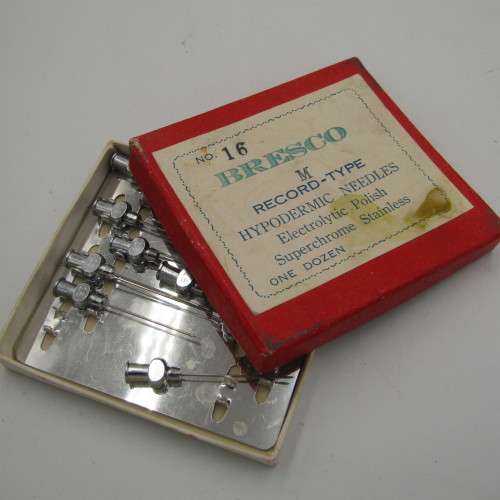 NO. 16
BRESCO
M
RECORD-TYPE
HYPODERMIC NEEDLES
Electrolytic Polish
Superchrome Stainless
ONE DOZEN